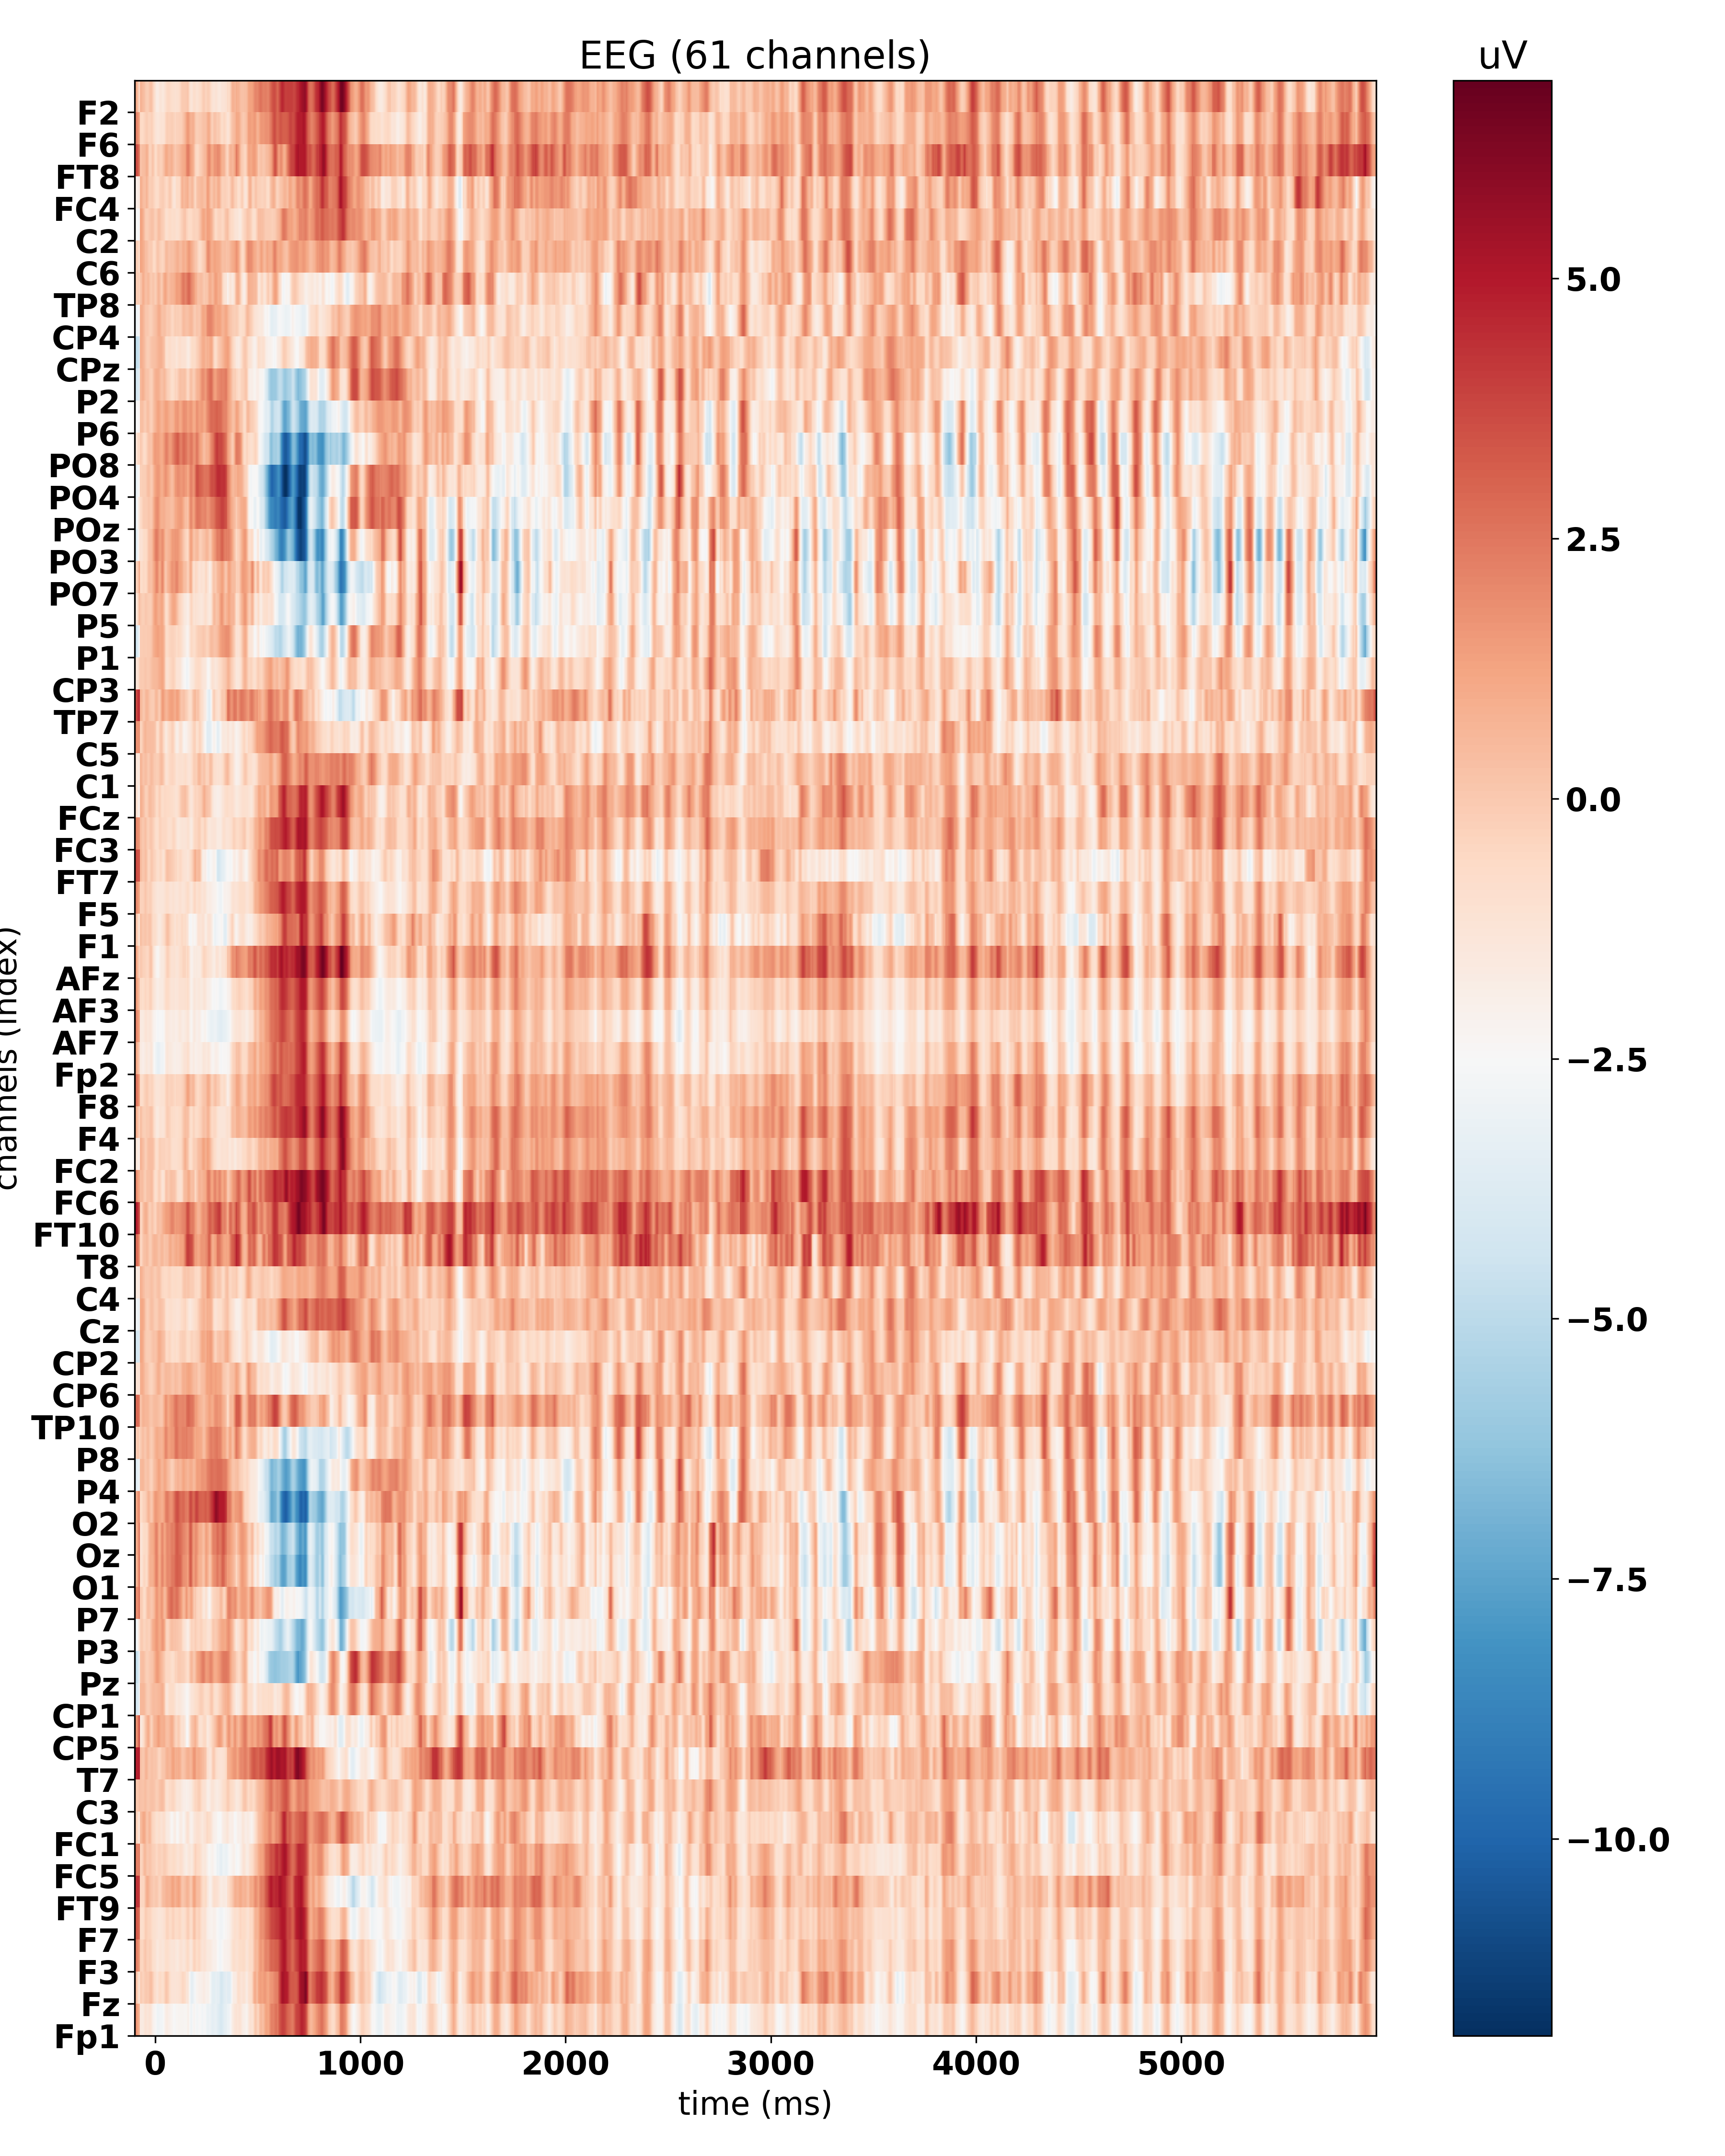 EEG (61 channels)
uV
F2
F6
FT8
FC4
C2
C6
TP8
CP4
CPz
P2
P6
PO8
PO4
POz
PO3
PO7
P5
P1
CP3
TP7
C5
C1
FCz
FC3
FT7
F5
F1
AFz
AF3
AF7
Fp2
F8
F4
FC2
FC6
FT10
T8
C4
Cz
CP2
CP6
TP10
P8
P4
O2
Oz
O1
P7
P3
Pz
CP1
CP5
T7
C3
FC1
FC5
FT9
F7
F3
Fz
Fp1
channels (index)
0 1000 2000 3000 4000 5000
time (ms)
5.0
2.5
0.0
−2.5
−5.0
−7.5
−10.0